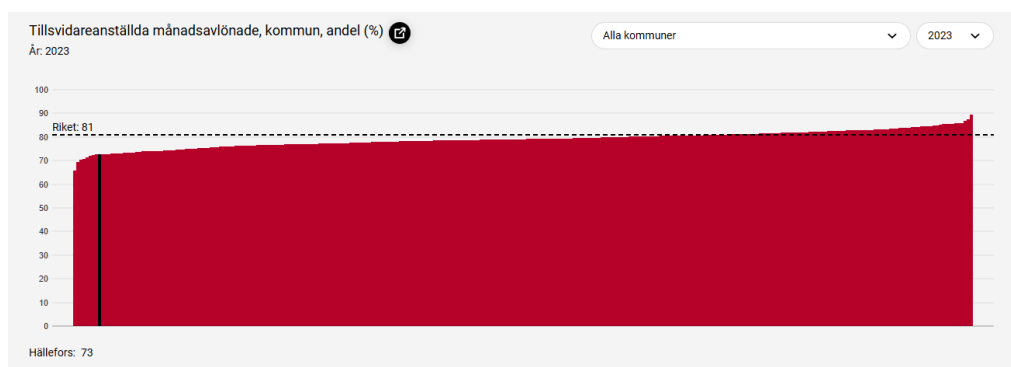 Tillsvidareanställda månadsavlönade, kommun, andel (%)
År: 2023
Alla kommuner
2023
100
90
Riket: 81
80
70
60
50
40
30
20
10
0
Hällefors: 73